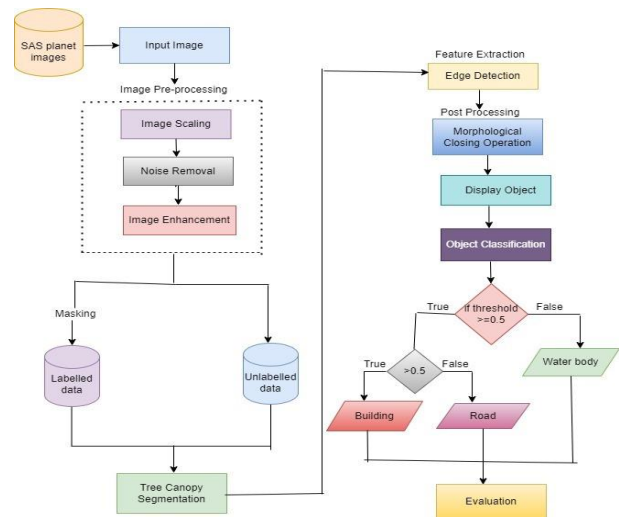 SAS planet
images
Input Image
Image Pre-processing
Image Scaling
Noise Removal
Image Enhancement
Masking
Labelled
data
Unlabelled
data
Tree Canopy
Segmentation
Feature Extraction
Edge Detection
Post Processing
Morphological
Closing Operation
Display Object
Object Classification
True
if threshold
>=0.5
False
True
>0.5
False
Water body
Building
Road
Evaluation